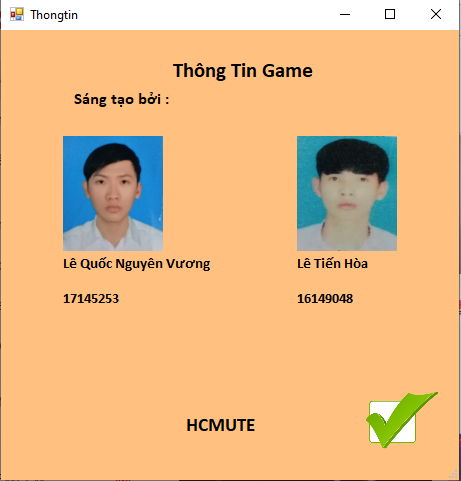 Thongtin
Thông Tin Game
Sáng tạo bởi :
Lê Quốc Nguyên Vương
Lê Tiến Hòa
17145253
16149048
HCMUTE